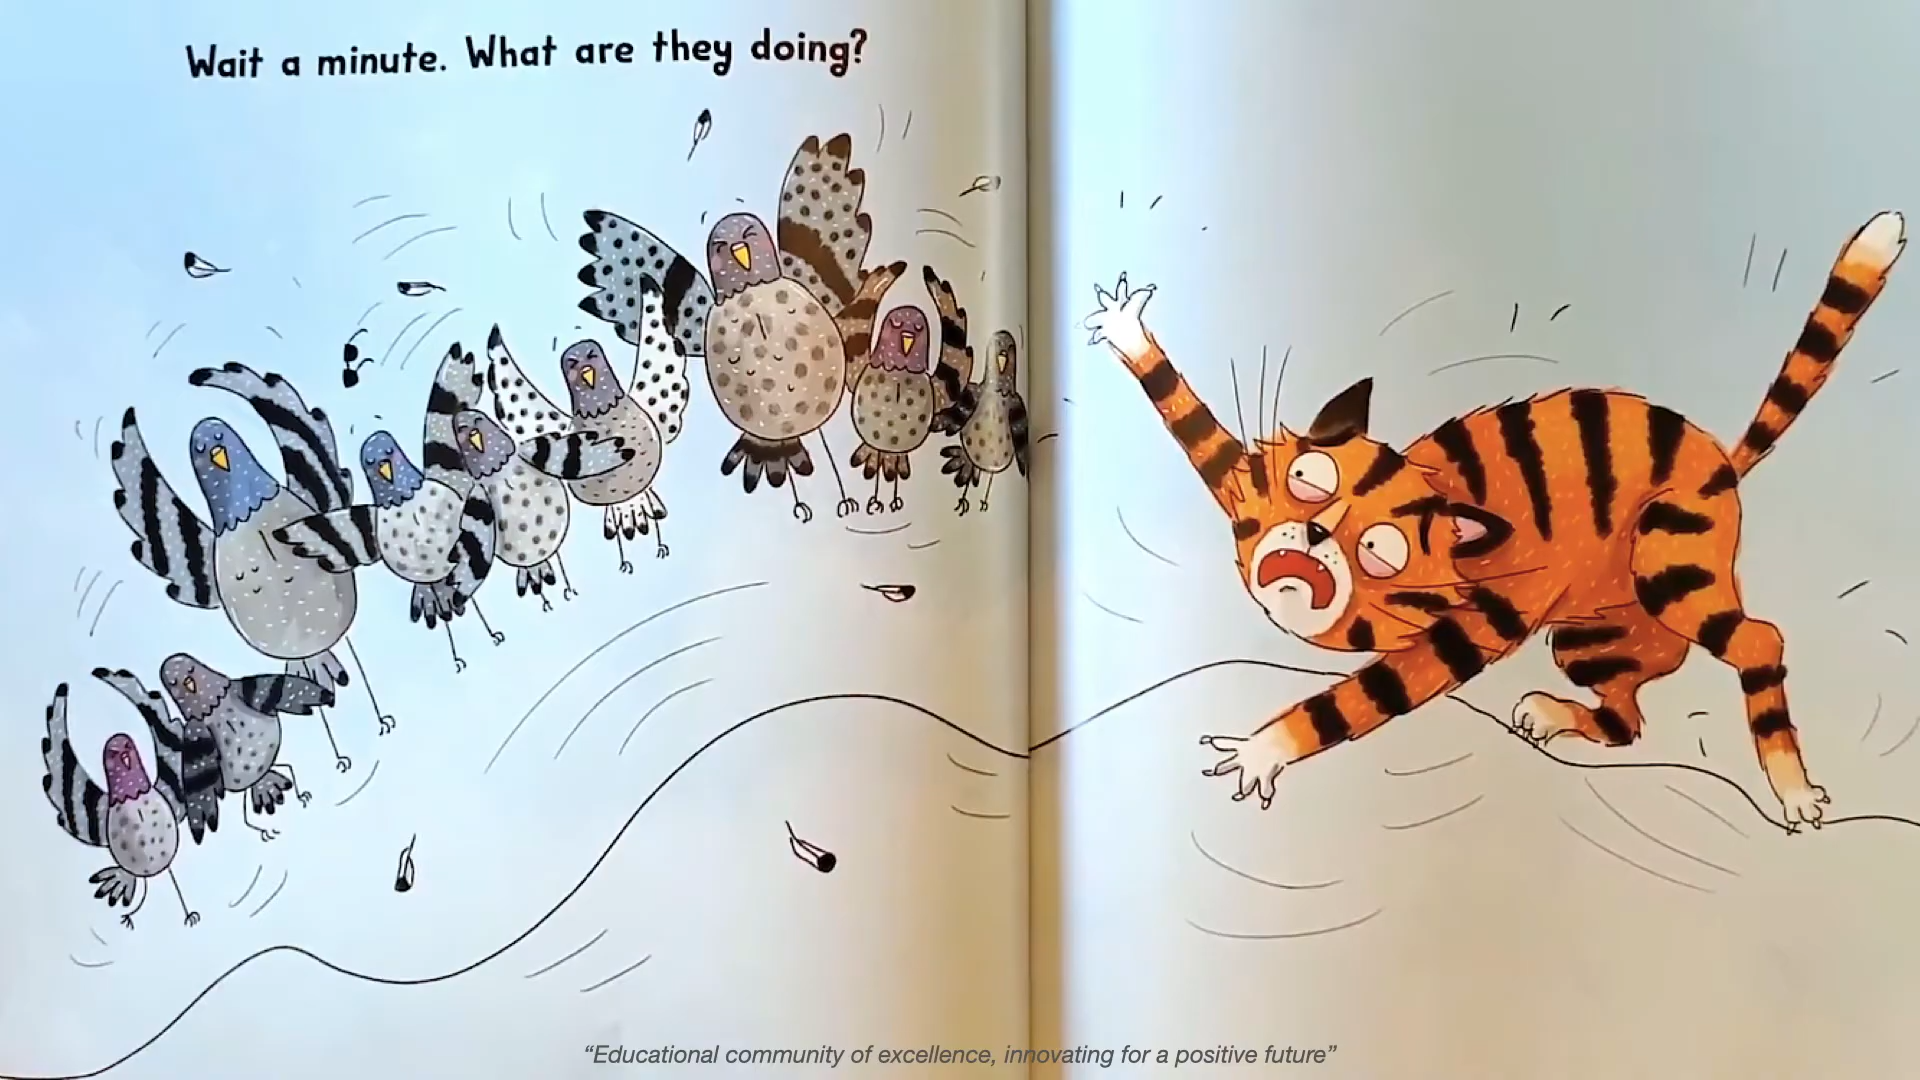 Wait a minute. What are they doing?
“Educational community of excellence, innovating for a positive future”